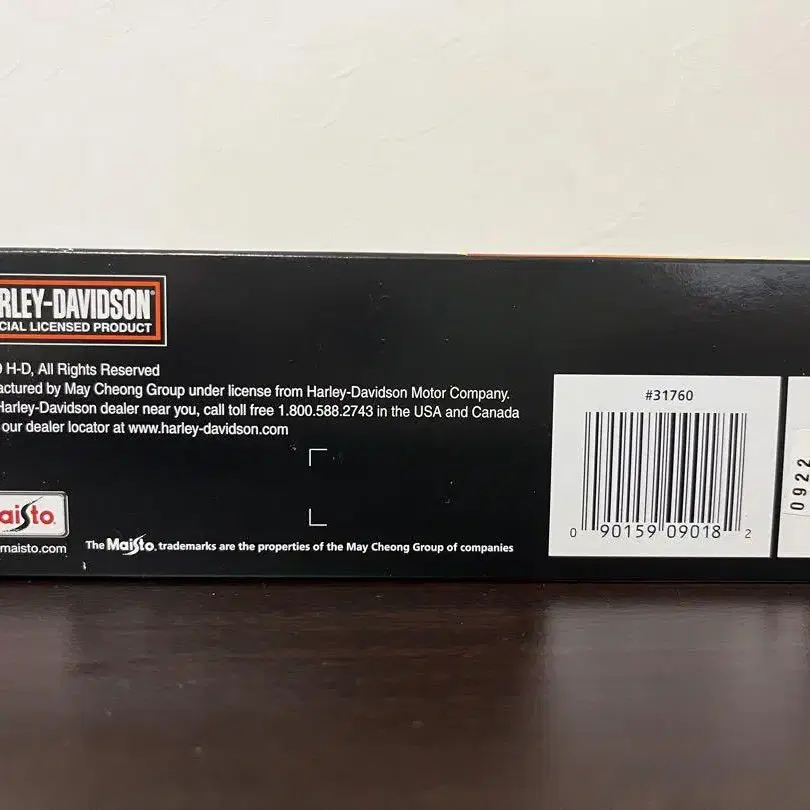 RLEY-DAVIDSON®
CIAL LICENSED PRODUCT
9 H-D, All Rights Reserved
actured by May Cheong Group under license from Harley-Davidson Motor Company.
Harley-Davidson dealer near you, call toll free 1.800.588.2743 in the USA and Canada
our dealer locator at www.harley-davidson.com
aisto
maisto.com
The Maisto, trademarks are the properties of the May Cheong Group of companies
#31760
0 90159 09018 2
0922